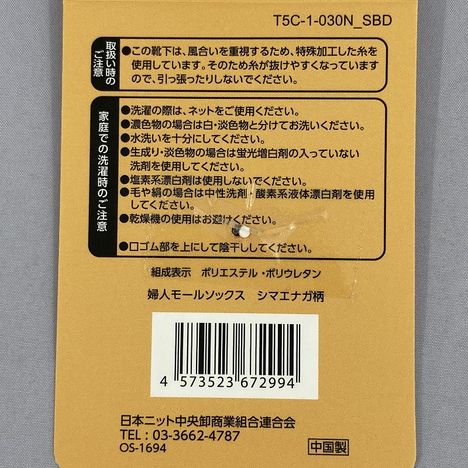 T5C-1-030N_SBD
取扱い時のご注意
●この靴下は、風合いを重視するため、特殊加工した糸を
使用しています。そのため糸が抜けやすくなっています
ので、引っ張ったりしないでください。
家庭での洗濯時のご注意
●洗濯の際は、ネットをご使用ください。
●濃色物の場合は白・淡色物と分けてお洗いください。
●水洗いを十分にしてください。
●生成り・淡色物の場合は蛍光増白剤の入っていない
洗剤を使用してください。
●塩素系漂白剤は使用しないでください。
●毛や絹の場合は中性洗剤・酸素系液体漂白剤を使用
してください。
●乾燥機の使用はお避けください。
●口ゴム部を上にして陰干ししてください。
組成表示 ポリエステル・ポリウレタン
婦人モールソックス シマエナガ柄
4 573523 672994
日本ニット中央卸商業組合連合会
TEL : 03-3662-4787
OS-1694
中国製